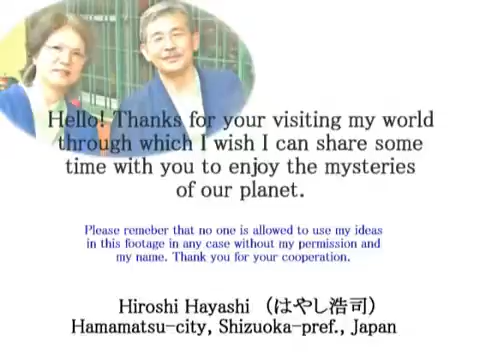 Hello! Thanks for your visiting my world
through which I wish I can share some
time with you to enjoy the mysteries
of our planet.
Please remeber that no one is allowed to use my ideas
in this footage in any case without my permission and
my name. Thank you for your cooperation.
Hiroshi Hayashi （はやし浩司）
Hamamatsu-city, Shizuoka-pref., Japan